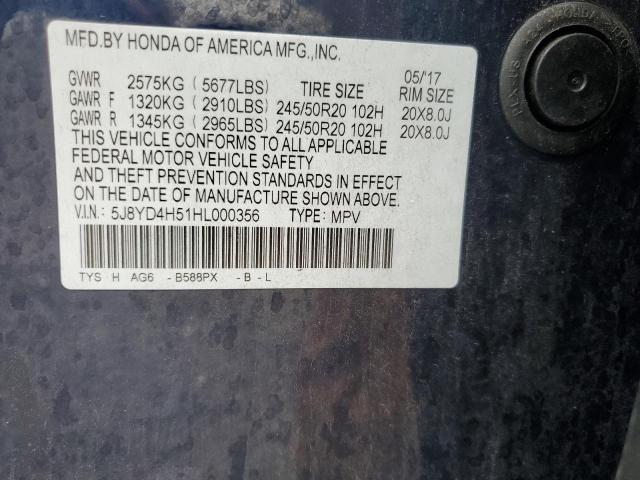 MFD.BY HONDA OF AMERICA MFG.,INC.
05/'17
GVWR 2575KG ( 5677LBS) TIRE SIZE RIM SIZE
GAWR F 1320KG ( 2910LBS) 245/50R20 102H 20X8.0J
GAWR R 1345KG ( 2965LBS) 245/50R20 102H 20X8.0J
THIS VEHICLE CONFORMS TO ALL APPLICABLE
FEDERAL MOTOR VEHICLE SAFETY
AND THEFT PREVENTION STANDARDS IN EFFECT
ON THE DATE OF MANUFACTURE SHOWN ABOVE.
V.I.N.: 5J8YD4H51HL000356 TYPE: MPV
TYS - H AG6 - B588PX - B - L